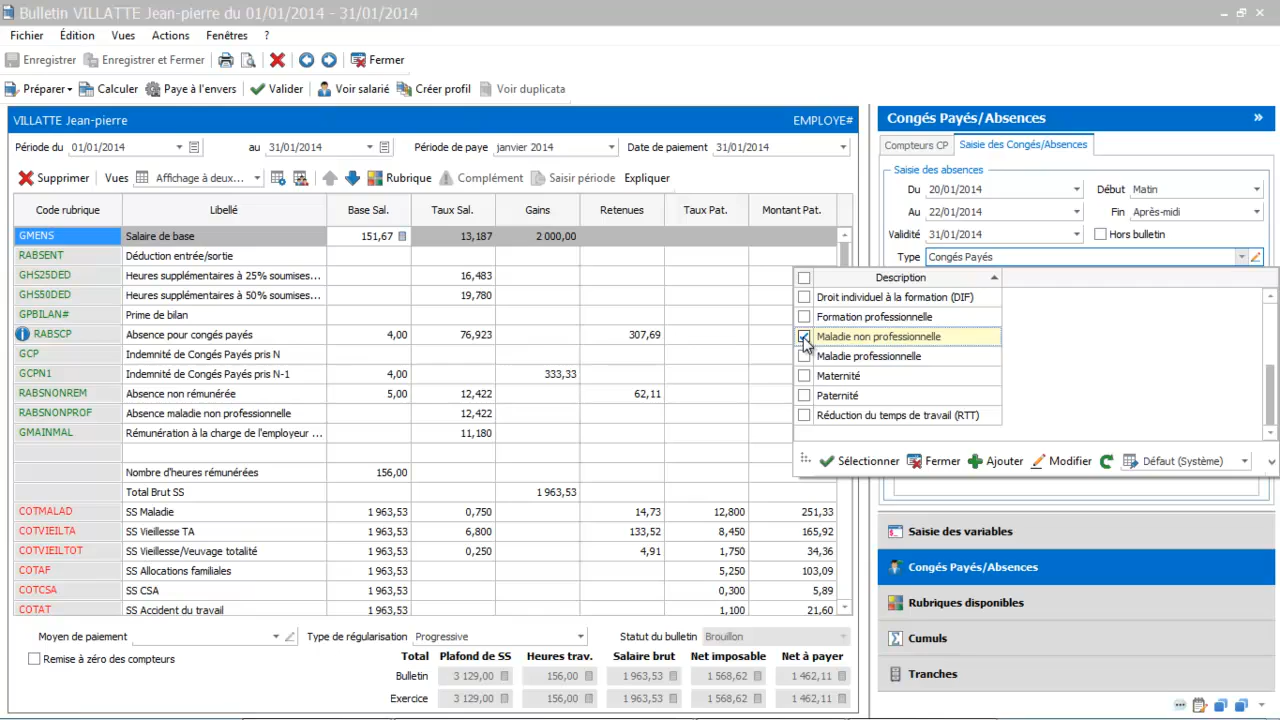 Bulletin VILLATTE Jean-pierre du 01/01/2014 - 31/01/2014
Fichier Édition Vues Actions Fenêtres ?
Enregistrer Enregistrer et Fermer Fermer
Préparer Calculer Paye à l'envers Valider Voir salarié Créer profil Voir duplicata
VILLATTE Jean-pierre EMPLOYE#
Période du 01/01/2014 au 31/01/2014 Période de paye janvier 2014 Date de paiement 31/01/2014
Supprimer Vues Affichage à deux... Rubrique Complément Saisir période Expliquer
Code rubrique Libellé Base Sal. Taux Sal. Gains Retenues Taux Pat. Montant Pat.
GMENS Salaire de base 151,67 13,187 2 000,00
RABSENT Déduction entrée/sortie
GHS25DED Heures supplémentaires à 25% soumises... 16,483
GHS50DED Heures supplémentaires à 50% soumises... 19,780
GPBILAN# Prime de bilan
RABSCP Absence pour congés payés 4,00 76,923 307,69
GCP Indemnité de Congés Payés pris N
GCPN1 Indemnité de Congés Payés pris N-1 4,00 333,33
RABSNONREM Absence non rémunérée 5,00 12,422 62,11
RABSNONPROF Absence maladie non professionnelle 12,422
GMAINMAL Rémunération à la charge de l'employeur ... 11,180
Nombre d'heures rémunérées 156,00
Total Brut SS 1 963,53
COTMALAD SS Maladie 1 963,53 0,750 14,73 12,800 251,33
COTVIEILTA SS Vieillesse TA 1 963,53 6,800 133,52 8,450 165,92
COTVIEILTOT SS Vieillesse/Veuvage totalité 1 963,53 0,250 4,91 1,750 34,36
COTAF SS Allocations familiales 1 963,53 5,250 103,09
COTCSA SS CSA 1 963,53 0,300 5,89
COTAT SS Accident du travail 1 963,53 1,100 21,60
Moyen de paiement Type de régularisation Progressive Statut du bulletin Brouillon
Remise à zéro des compteurs
Total Plafond de SS Heures trav. Salaire brut Net imposable Net à payer
Bulletin 3 129,00 156,00 1 963,53 1 568,62 1 462,11
Exercice 3 129,00 156,00 1 963,53 1 568,62 1 462,11
Congés Payés/Absences »
Compteurs CP Saisie des Congés/Absences
Saisie des absences
Du 20/01/2014 Début Matin
Au 22/01/2014 Fin Après-midi
Validité 31/01/2014 Hors bulletin
Type Congés Payés
Description
Droit individuel à la formation (DIF)
Formation professionnelle
Maladie non professionnelle
Maladie professionnelle
Maternité
Paternité
Réduction du temps de travail (RTT)
Sélectionner Fermer Ajouter Modifier Défaut (Système)
Saisie des variables
Congés Payés/Absences
Rubriques disponibles
Cumuls
Tranches